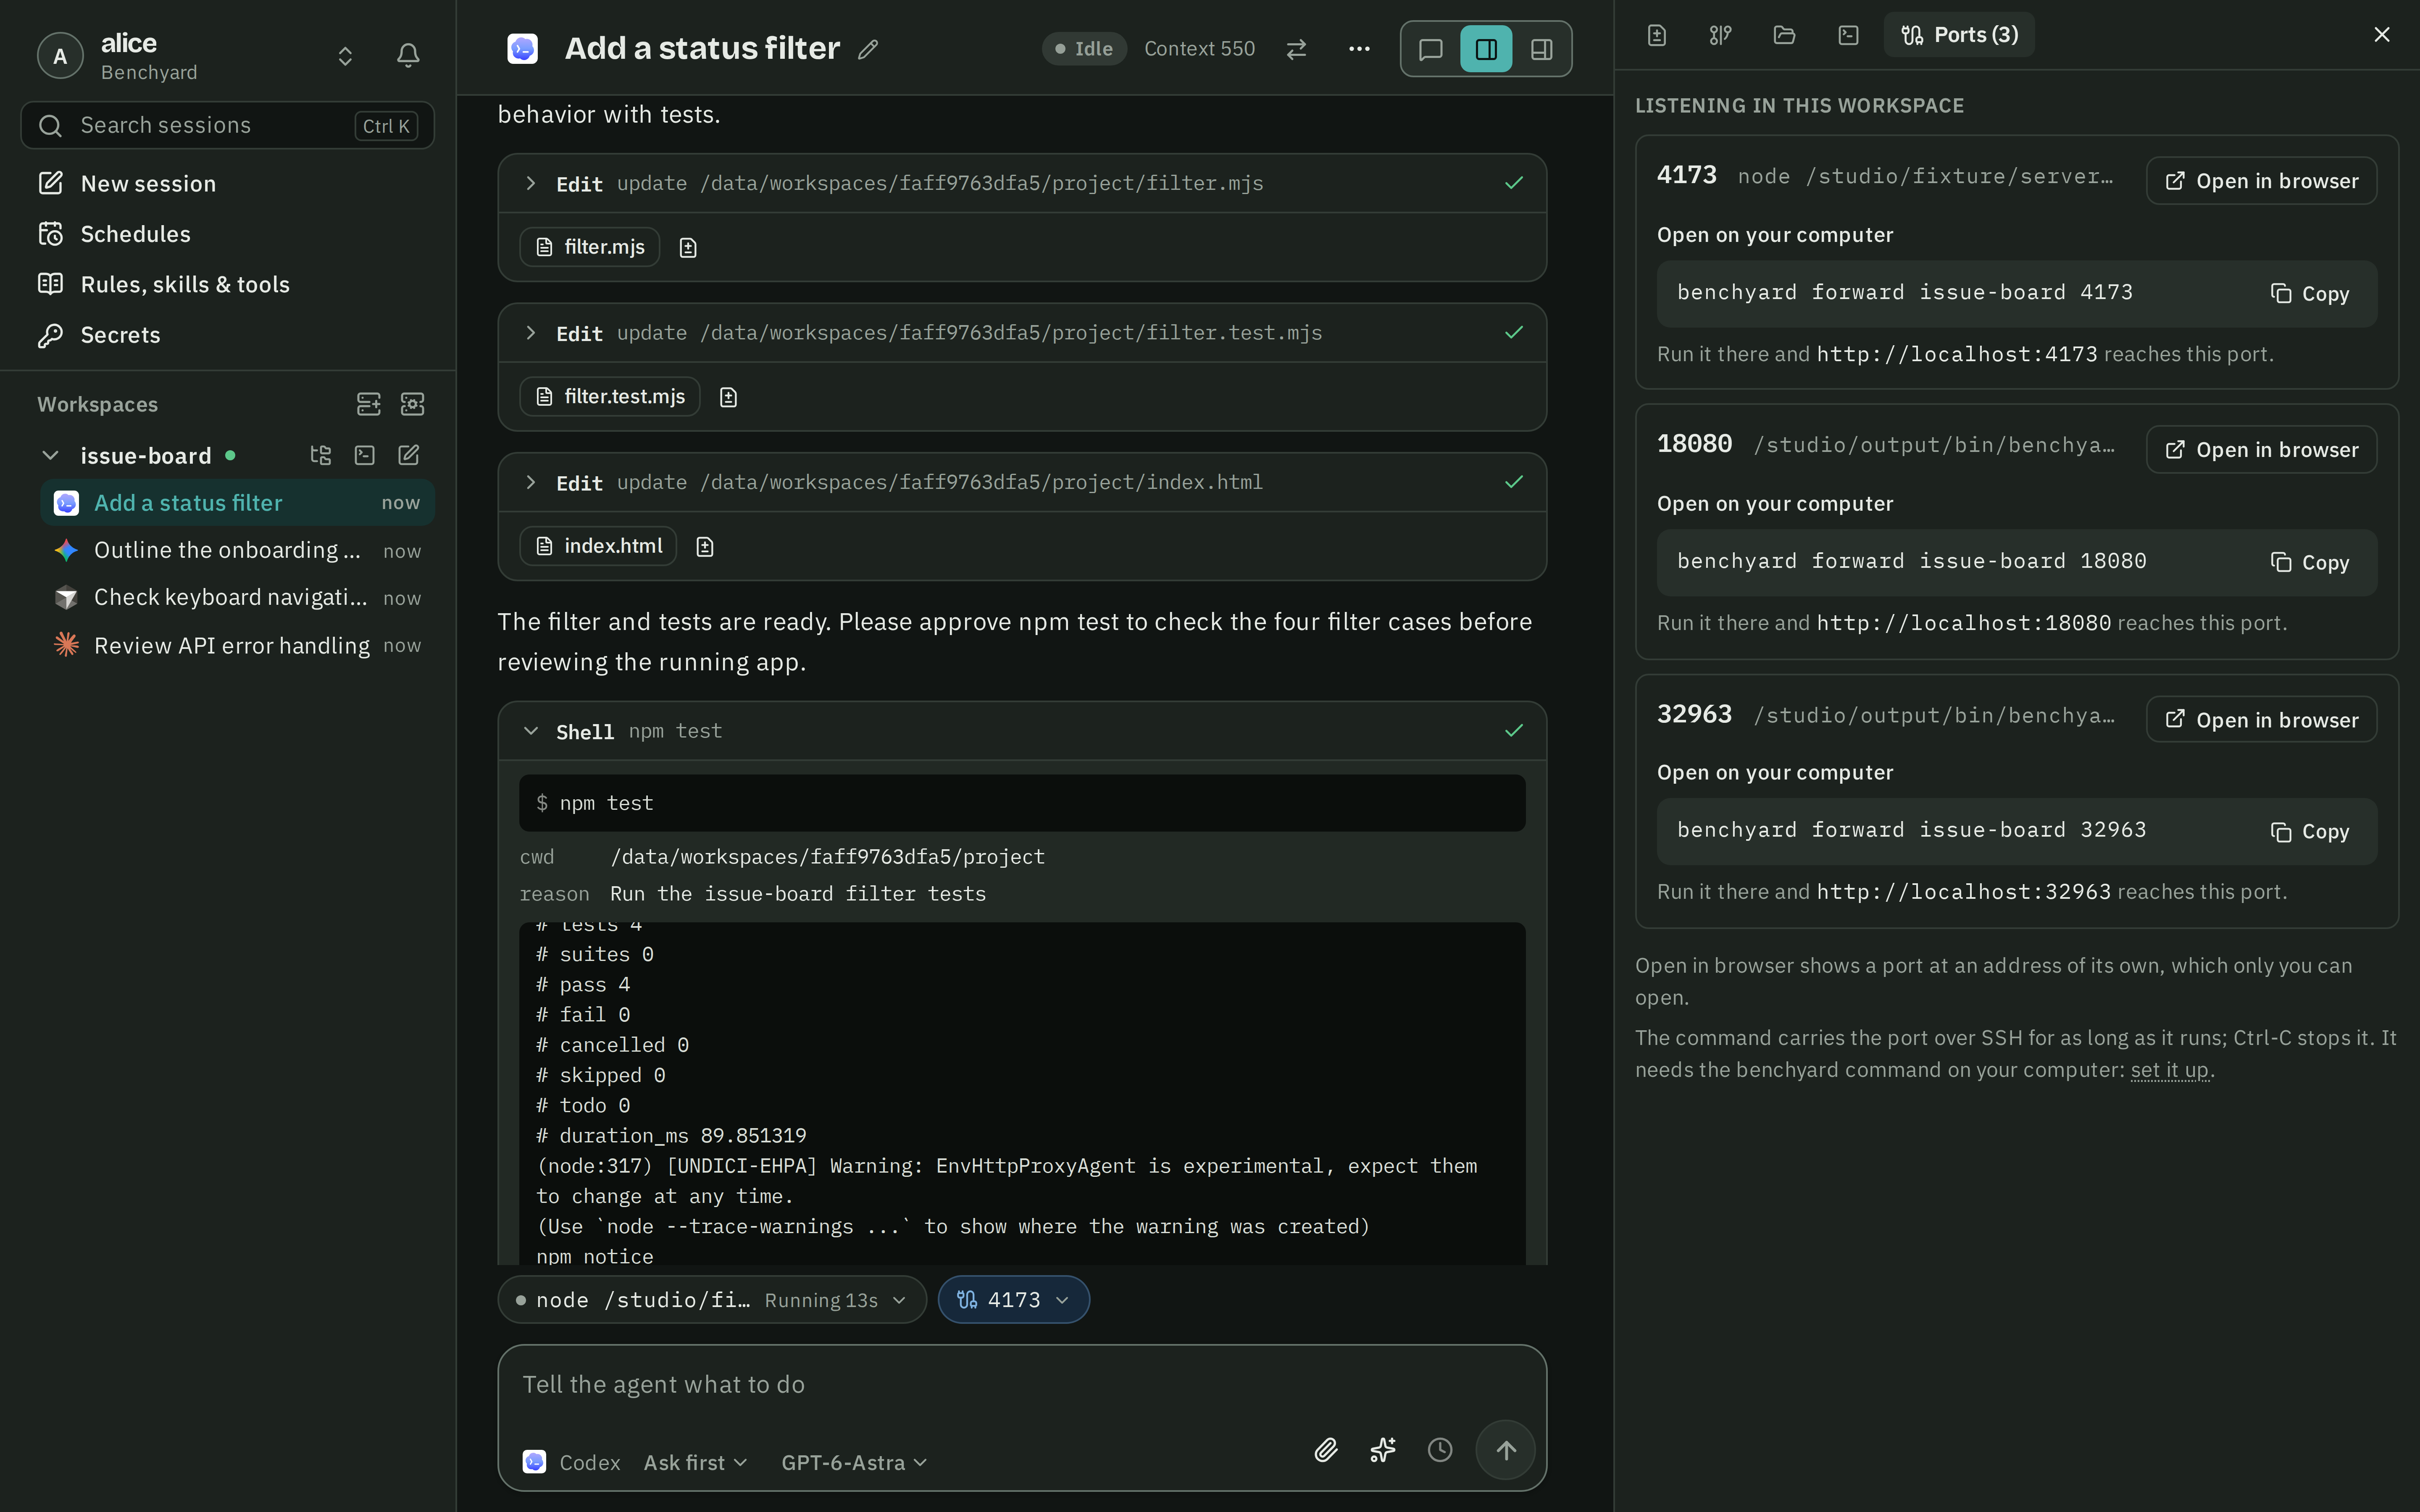 A
alice
Benchyard
Search sessions
Ctrl K
New session
Schedules
Rules, skills & tools
Secrets
Workspaces
issue-board
Add a status filter now
Outline the onboarding ... now
Check keyboard navigati... now
Review API error handling now
Add a status filter
Idle
Context 550
behavior with tests.
Edit update /data/workspaces/faff9763dfa5/project/filter.mjs
filter.mjs
Edit update /data/workspaces/faff9763dfa5/project/filter.test.mjs
filter.test.mjs
Edit update /data/workspaces/faff9763dfa5/project/index.html
index.html
The filter and tests are ready. Please approve npm test to check the four filter cases before
reviewing the running app.
Shell npm test
$ npm test
cwd /data/workspaces/faff9763dfa5/project
reason Run the issue-board filter tests
# tests 4
# suites 0
# pass 4
# fail 0
# cancelled 0
# skipped 0
# todo 0
# duration_ms 89.851319
(node:317) [UNDICI-EHPA] Warning: EnvHttpProxyAgent is experimental, expect them
to change at any time.
(Use `node --trace-warnings ...` to show where the warning was created)
npm notice
node /studio/fi... Running 13s
4173
Tell the agent what to do
Codex
Ask first
GPT-6-Astra
Ports (3)
LISTENING IN THIS WORKSPACE
4173 node /studio/fixture/server...
Open in browser
Open on your computer
benchyard forward issue-board 4173
Copy
Run it there and http://localhost:4173 reaches this port.
18080 /studio/output/bin/benchya...
Open in browser
Open on your computer
benchyard forward issue-board 18080
Copy
Run it there and http://localhost:18080 reaches this port.
32963 /studio/output/bin/benchya...
Open in browser
Open on your computer
benchyard forward issue-board 32963
Copy
Run it there and http://localhost:32963 reaches this port.
Open in browser shows a port at an address of its own, which only you can
open.
The command carries the port over SSH for as long as it runs; Ctrl-C stops it. It
needs the benchyard command on your computer: set it up.